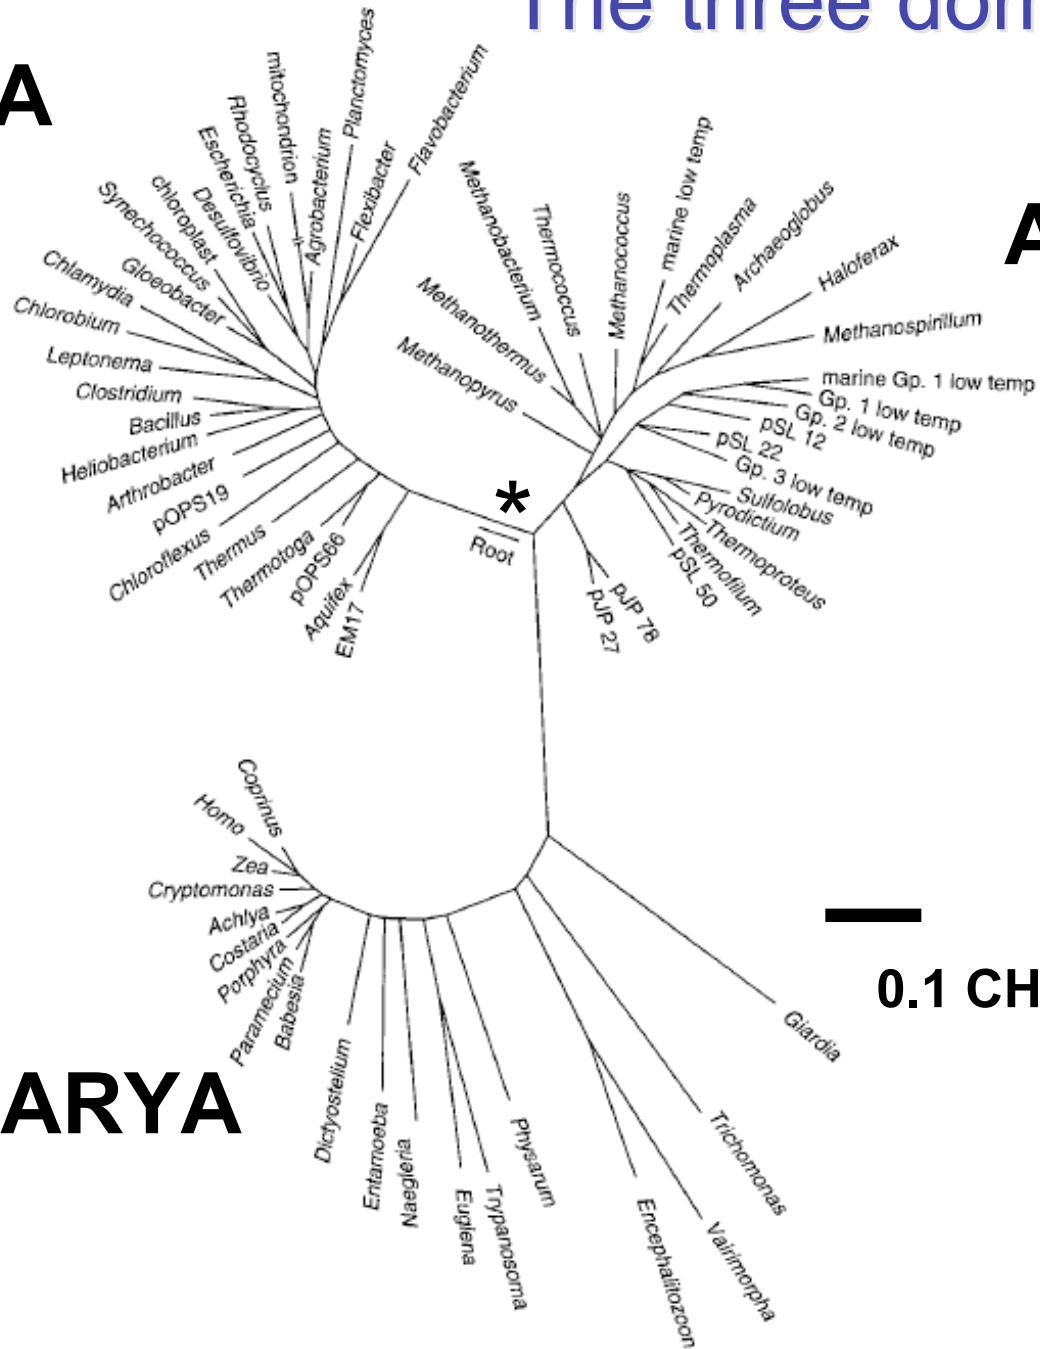 The three dom
A
A
Planctomyces
Flavobacterium
mitochondrion
Rhodocyclus
Escherichia
Agrobacterium
Flexibacter
Desulfovibrio
chloroplast
Synechococcus
Gloeobacter
Chlamydia
Chlorobium
Leptonema
Clostridium
Bacillus
Heliobacterium
Arthrobacter
pOPS19
Chloroflexus
Thermus
Thermotoga
pOPS66
Aquifex
EM17
*
Root
Methanopyrus
Methanothermus
Methanobacterium
Thermococcus
Methanococcus
marine low temp
Thermoplasma
Archaeoglobus
Haloferax
Methanospirillum
marine Gp. 1 low temp
Gp. 1 low temp
Gp. 2 low temp
pSL 12
pSL 22
Gp. 3 low temp
Sulfolobus
Pyrodictium
Thermoproteus
Thermofilum
pSL 50
pJP 78
pJP 27
Coprinus
Homo
Zea
Cryptomonas
Achlya
Costaria
Porphyra
Paramecium
Babesia
Dictyostelium
Entamoeba
Naegleria
Euglena
Trypanosoma
Physarum
Encephalitozoon
Vairimorpha
Trichomonas
Giardia
0.1 CH
ARYA